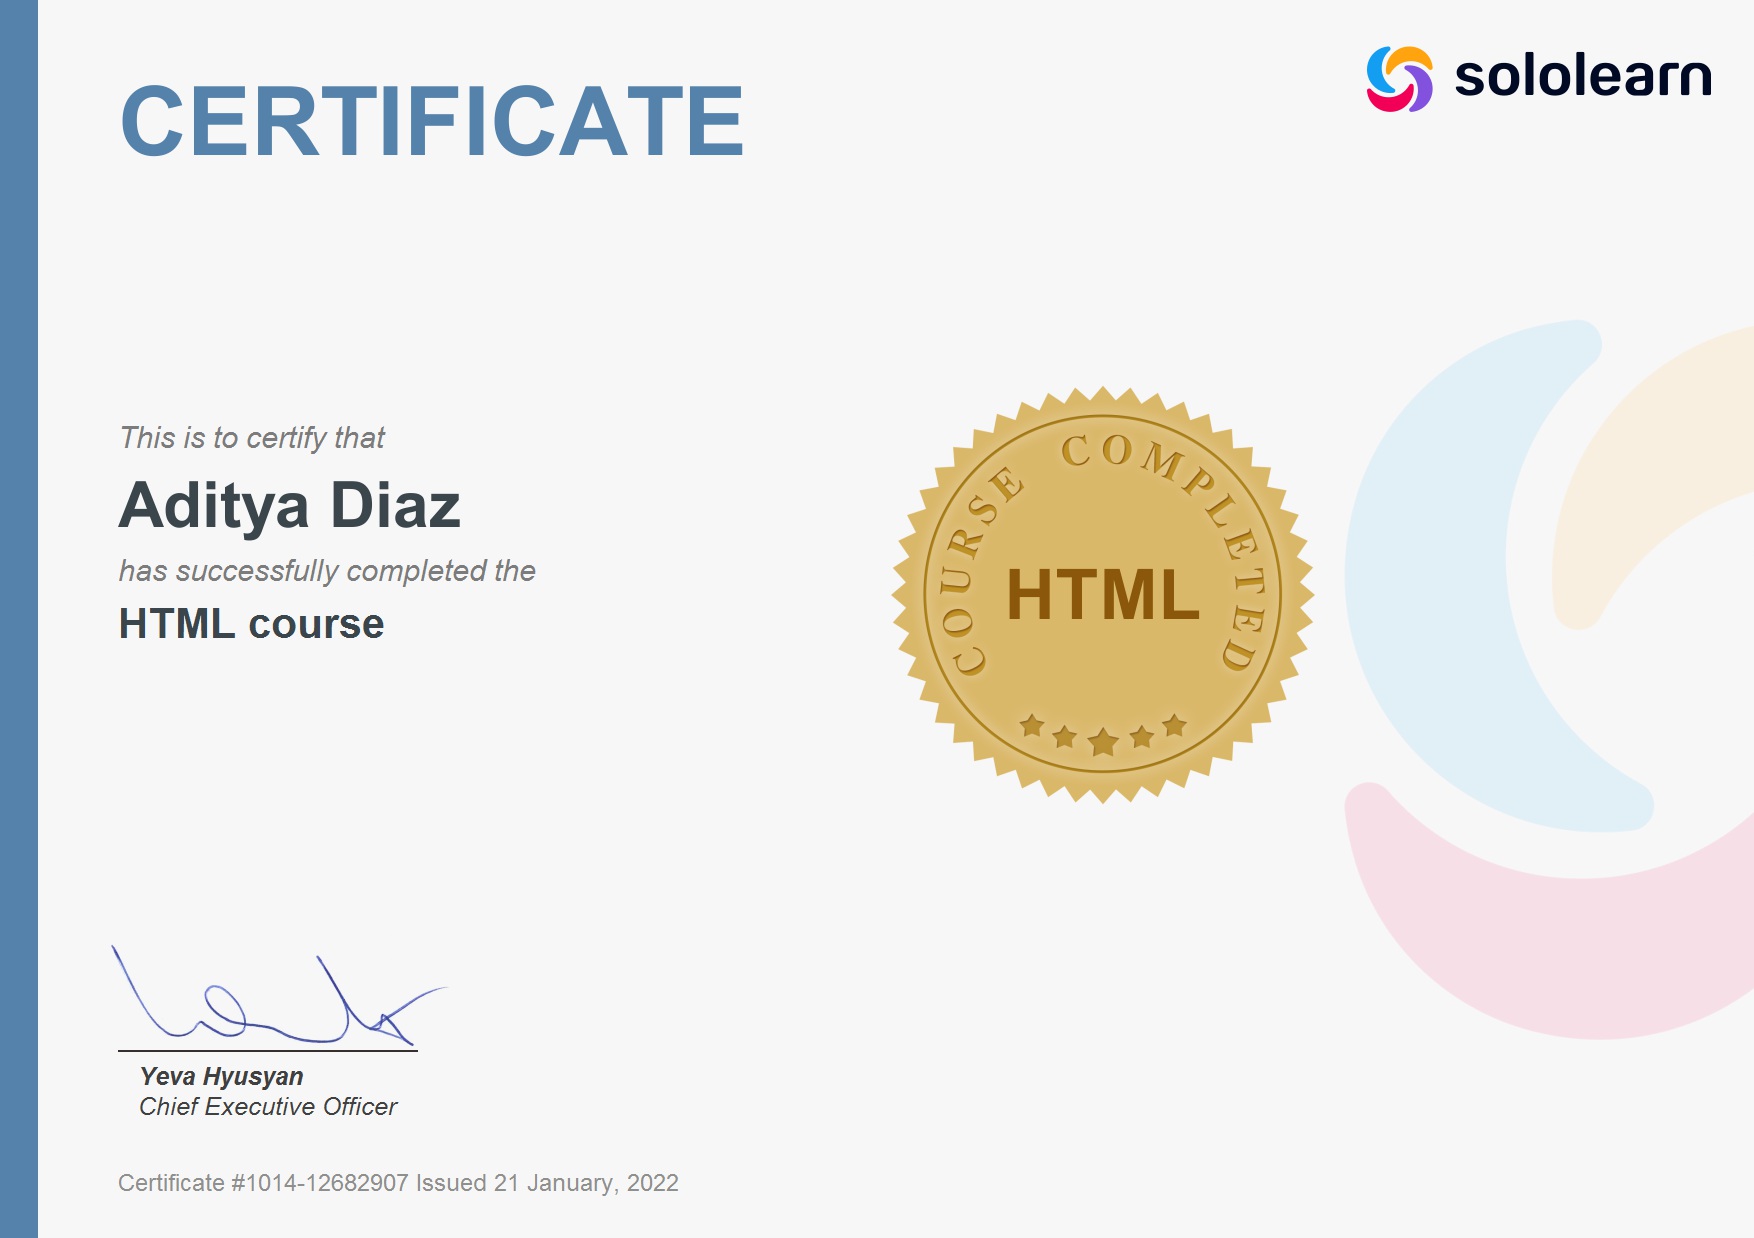 sololearn
CERTIFICATE
This is to certify that
Aditya Diaz
has successfully completed the
HTML course
COURSE COMPLETED
HTML
Yeva Hyusyan
Chief Executive Officer
Certificate #1014-12682907 Issued 21 January, 2022